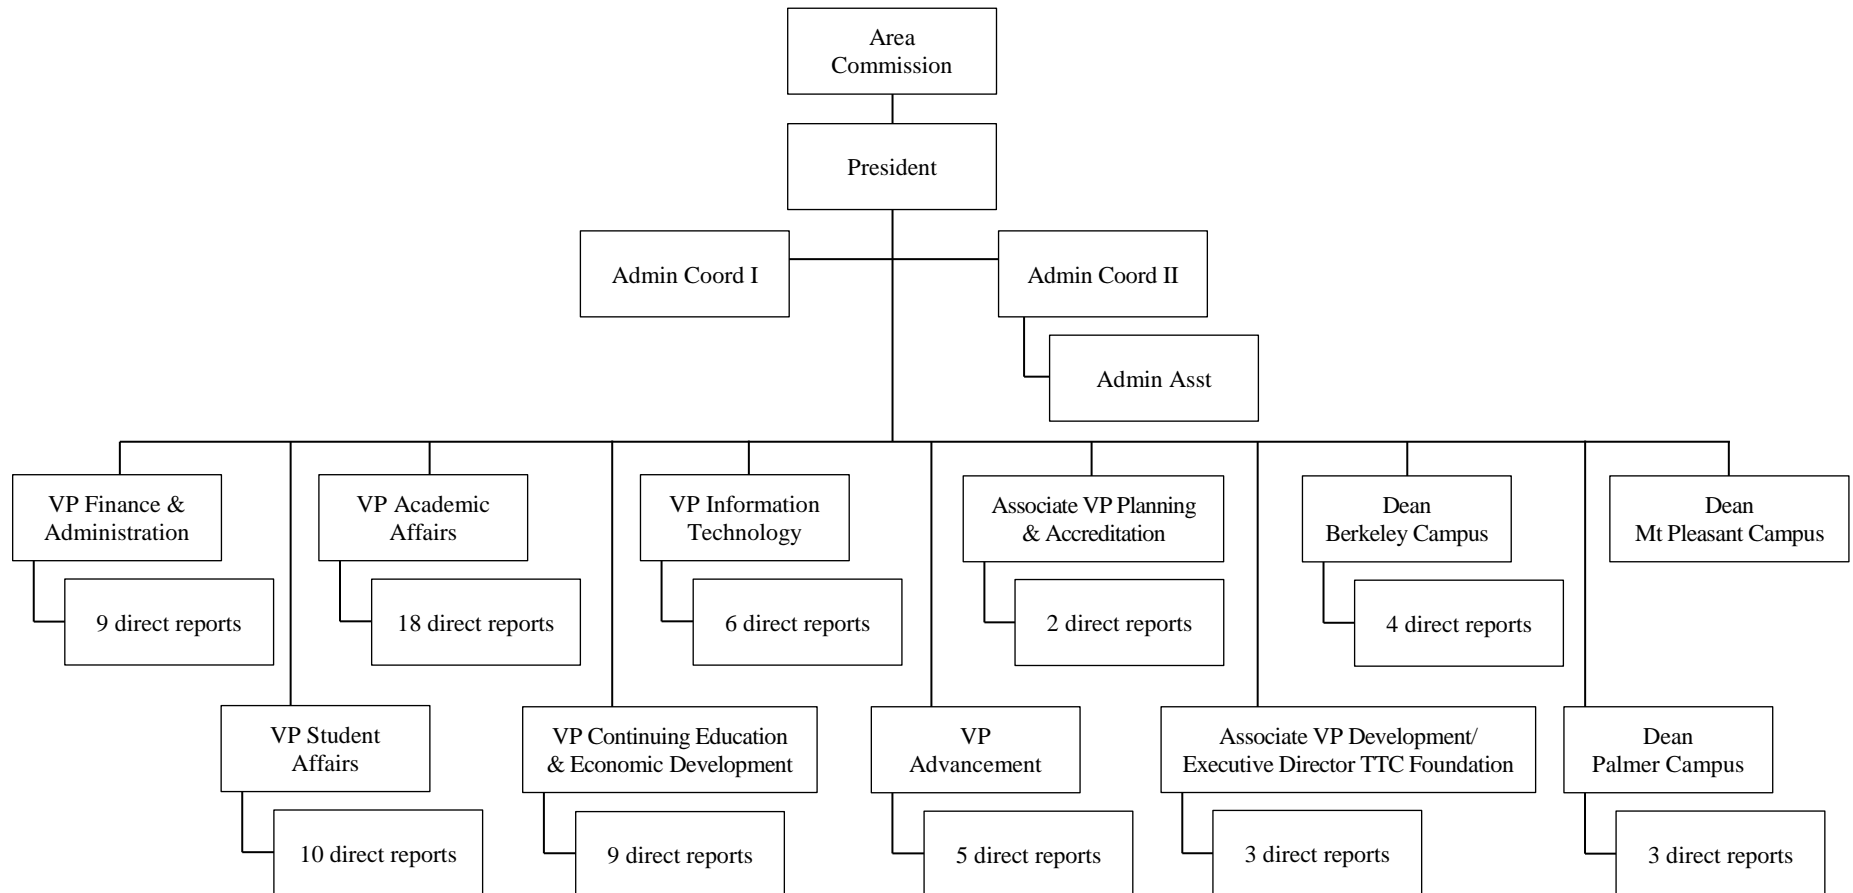 Area
Commission
President
Admin Coord I
Admin Coord II
Admin Asst
VP Finance &
Administration
VP Academic
Affairs
VP Information
Technology
Associate VP Planning
& Accreditation
Dean
Berkeley Campus
Dean
Mt Pleasant Campus
9 direct reports
18 direct reports
6 direct reports
2 direct reports
4 direct reports
VP Student
Affairs
VP Continuing Education
& Economic Development
VP
Advancement
Associate VP Development/
Executive Director TTC Foundation
Dean
Palmer Campus
10 direct reports
9 direct reports
5 direct reports
3 direct reports
3 direct reports